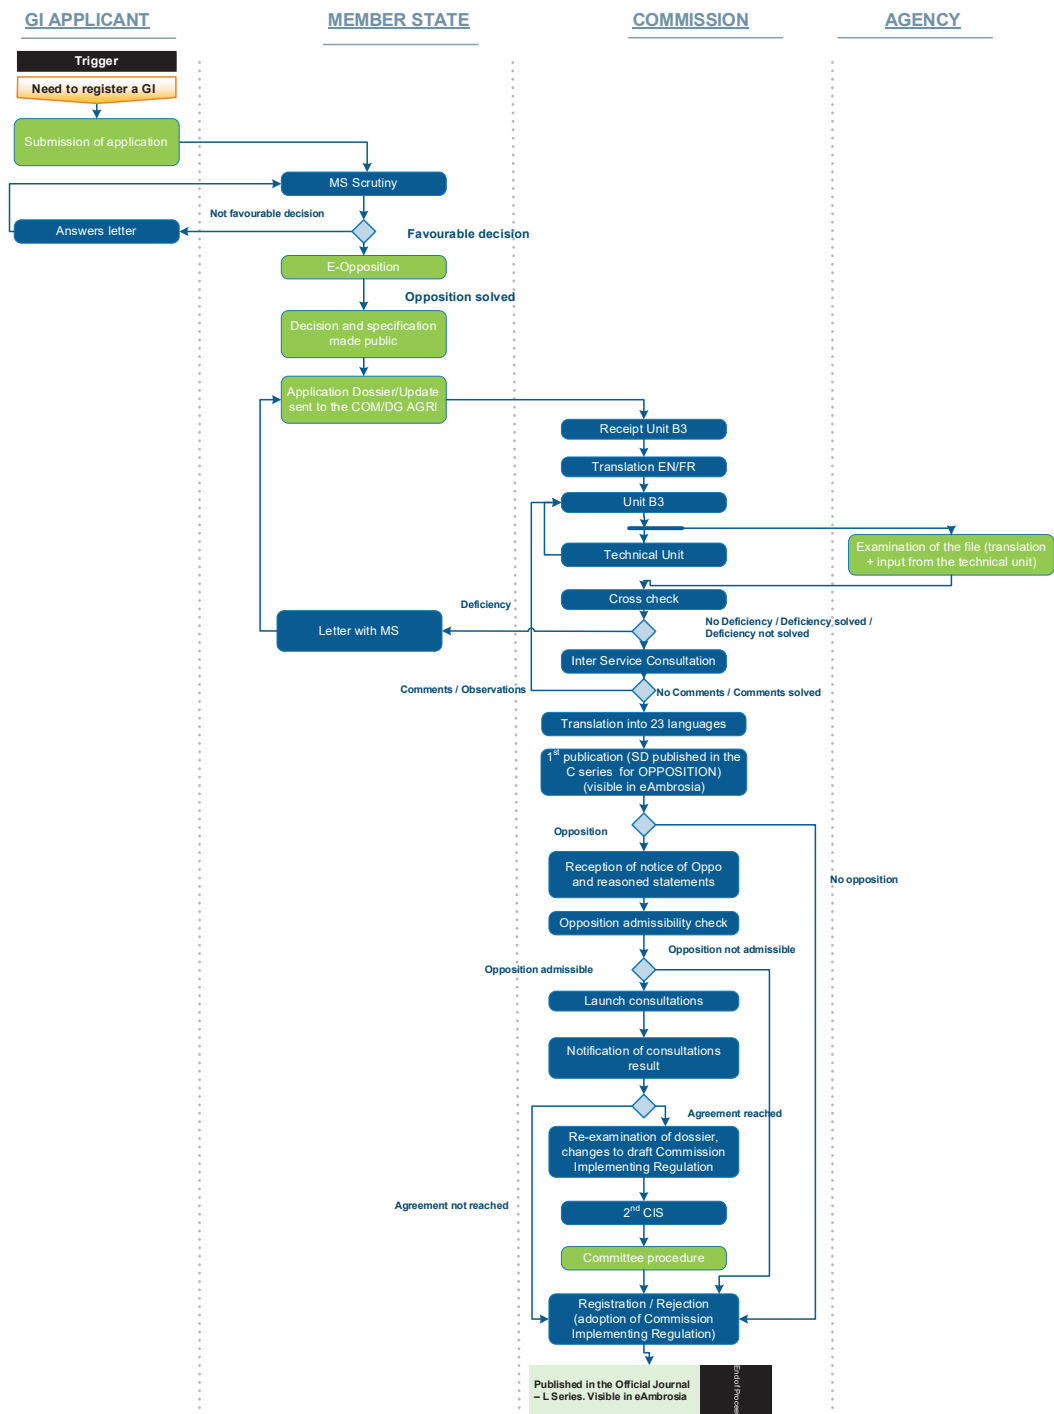 GI APPLICANT
MEMBER STATE
COMMISSION
AGENCY
Trigger
Need to register a GI
Submission of application
MS Scrutiny
Not favourable decision
Answers letter
Favourable decision
E-Opposition
Opposition solved
Decision and specification
made public
Application Dossier/Update
sent to the COM/DG AGRI
Receipt Unit B3
Translation EN/FR
Unit B3
Technical Unit
Examination of the file (translation
+ input from the technical unit)
Cross check
Deficiency
No Deficiency / Deficiency solved /
Deficiency not solved
Letter with MS
Inter Service Consultation
Comments / Observations
No Comments / Comments solved
Translation into 23 languages
1st publication (SD published in the
C series for OPPOSITION)
(visible in eAmbrosia)
Opposition
Reception of notice of Oppo
and reasoned statements
No opposition
Opposition admissibility check
Opposition not admissible
Opposition admissible
Launch consultations
Notification of consultations
result
Agreement reached
Re-examination of dossier,
changes to draft Commission
Implementing Regulation
Agreement not reached
2nd CIS
Committee procedure
Registration / Rejection
(adoption of Commission
Implementing Regulation)
Published in the Official Journal
– L Series. Visible in eAmbrosia
End of Proceed